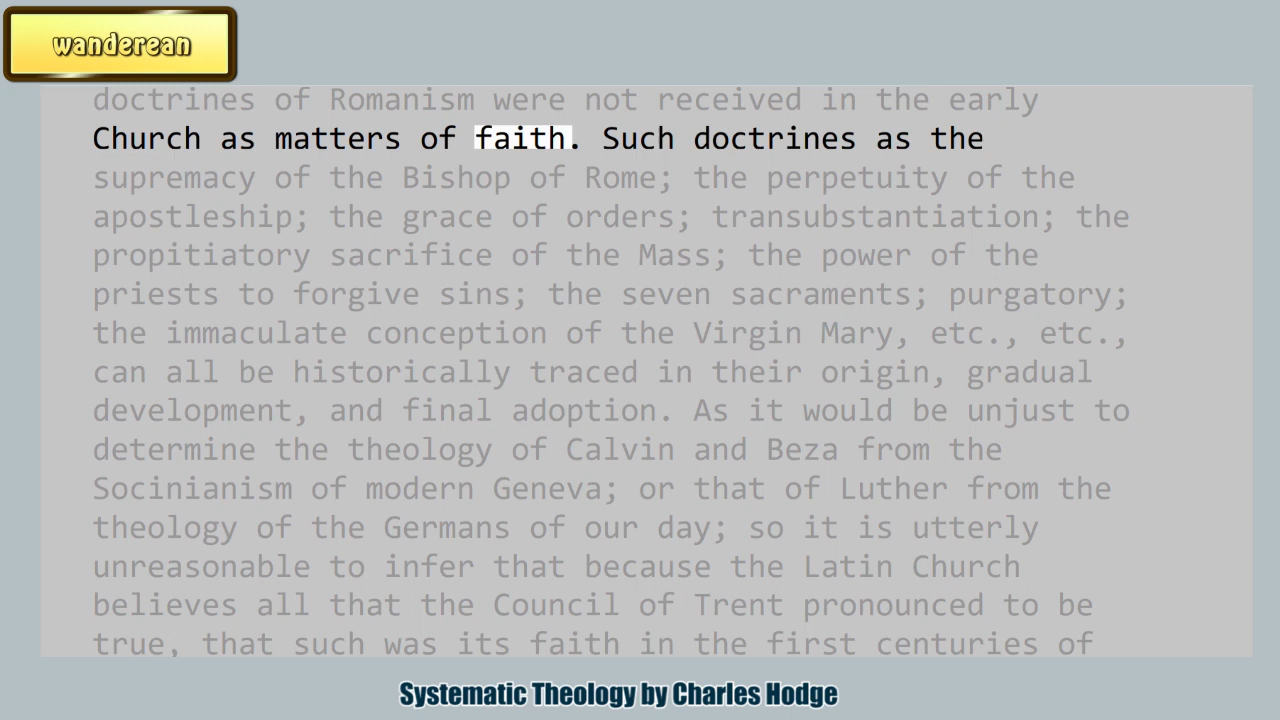 wanderean
doctrines of Romanism were not received in the early
Church as matters of faith. Such doctrines as the
supremacy of the Bishop of Rome; the perpetuity of the
apostleship; the grace of orders; transubstantiation; the
propitiatory sacrifice of the Mass; the power of the
priests to forgive sins; the seven sacraments; purgatory;
the immaculate conception of the Virgin Mary, etc., etc.,
can all be historically traced in their origin, gradual
development, and final adoption. As it would be unjust to
determine the theology of Calvin and Beza from the
Socinianism of modern Geneva; or that of Luther from the
theology of the Germans of our day; so it is utterly
unreasonable to infer that because the Latin Church
believes all that the Council of Trent pronounced to be
true, that such was its faith in the first centuries of
Systematic Theology by Charles Hodge